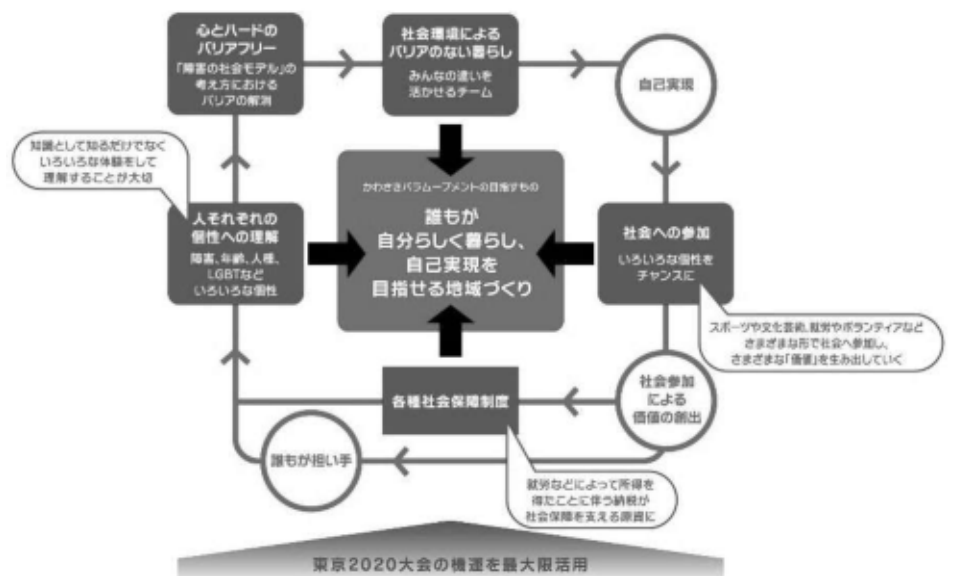 心とハードの
バリアフリー
「障害の社会モデル」の
考え方における
バリアの解消
社会環境による
バリアのない暮らし
みんなの違いを
活かせるチーム
自己実現
知識として知るだけでなく
いろいろな体験をして
理解することが大切
人それぞれの
個性への理解
障害、年齢、人種、
LGBTなど
いろいろな個性
かわさきパラムーブメントの目指すもの
誰もが
自分らしく暮らし、
自己実現を
目指せる地域づくり
社会への参加
いろいろな個性を
チャンスに
スポーツや文化芸術、就労やボランティアなど
さまざまな形で社会へ参加し、
さまざまな「価値」を生み出していく
各種社会保障制度
社会参加
による
価値の創出
誰もが担い手
就労などによって所得を
得たことに伴う納税が
社会保障を支える原資に
東京2020大会の機運を最大限活用